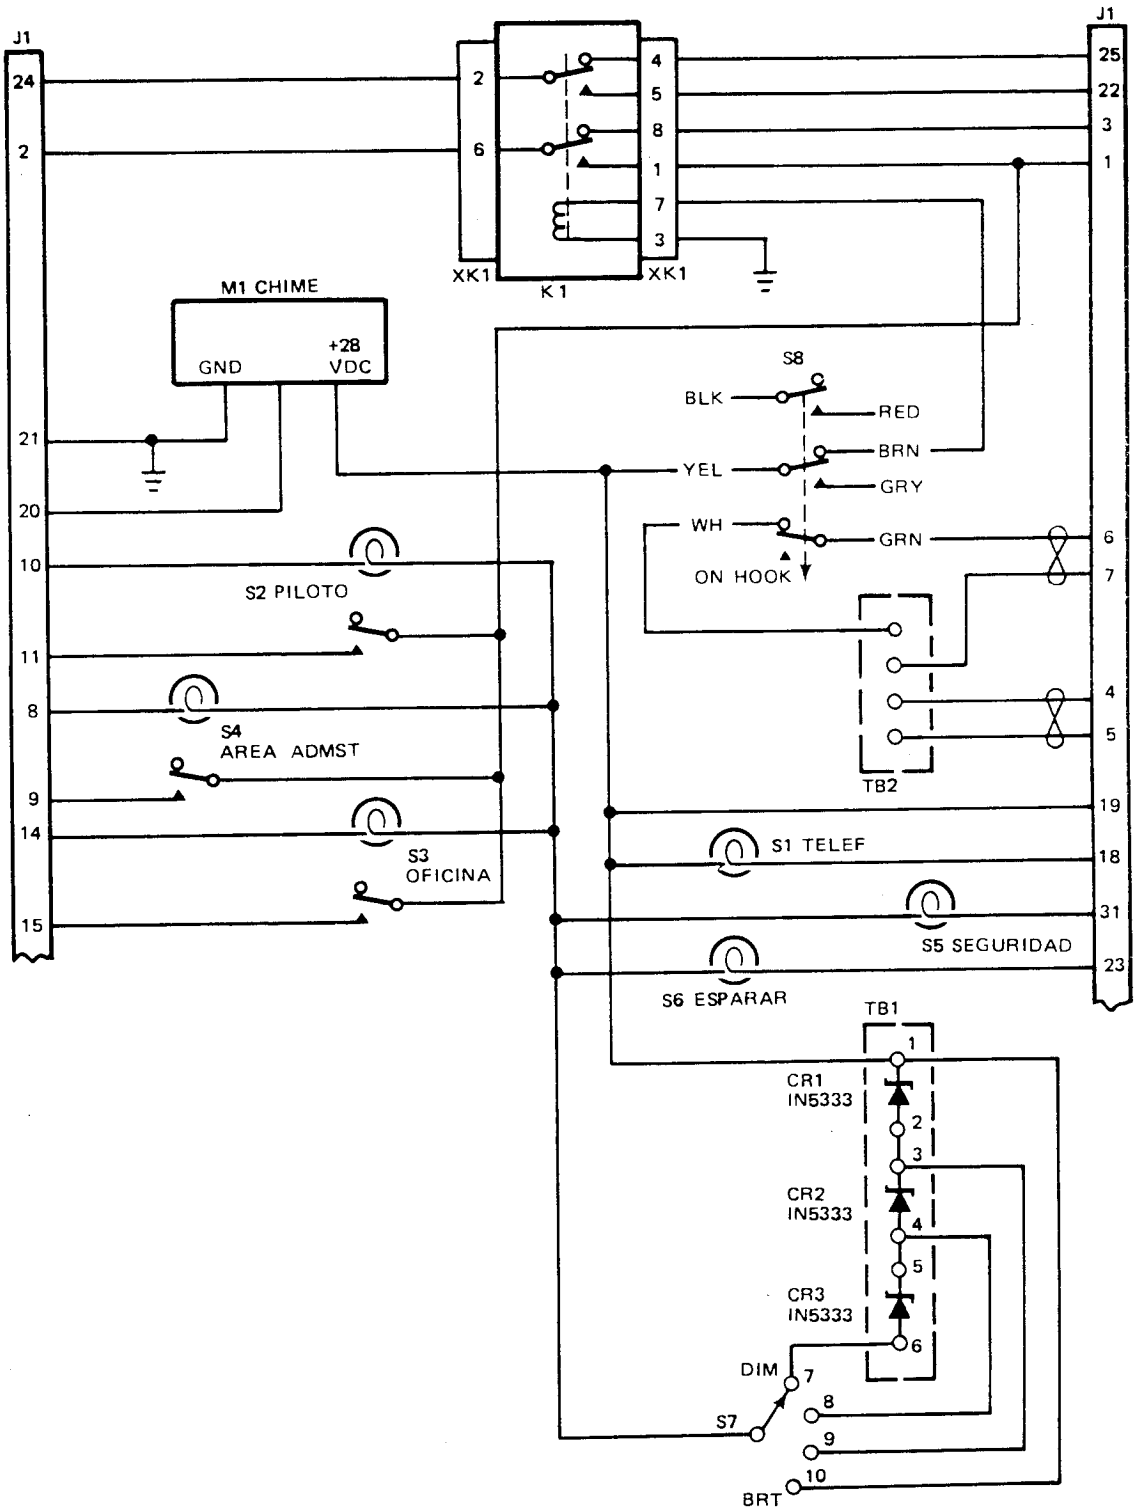 J1
J1
24
2
4
25
5
22
2
6
8
3
1
1
7
3
XK1
K1
XK1
M1 CHIME
GND
+28
VDC
S8
BLK
RED
21
YEL
BRN
GRY
20
WH
GRN
6
ON HOOK
7
10
S2 PILOTO
11
8
4
S4
AREA ADMST
5
TB2
9
19
14
S1 TELEF
18
S3
OFICINA
15
31
S5 SEGURIDAD
23
S6 ESPARAR
TB1
1
CR1
IN5333
2
3
CR2
IN5333
4
5
CR3
IN5333
6
DIM
7
8
S7
9
10
BRT